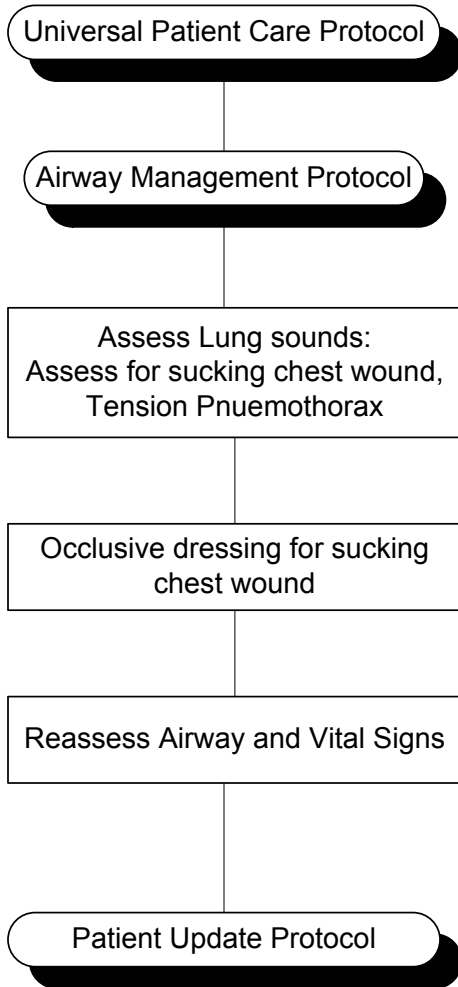 Universal Patient Care Protocol
Airway Management Protocol
Assess Lung sounds:
Assess for sucking chest wound,
Tension Pnuemothorax
Occlusive dressing for sucking
chest wound
Reassess Airway and Vital Signs
Patient Update Protocol